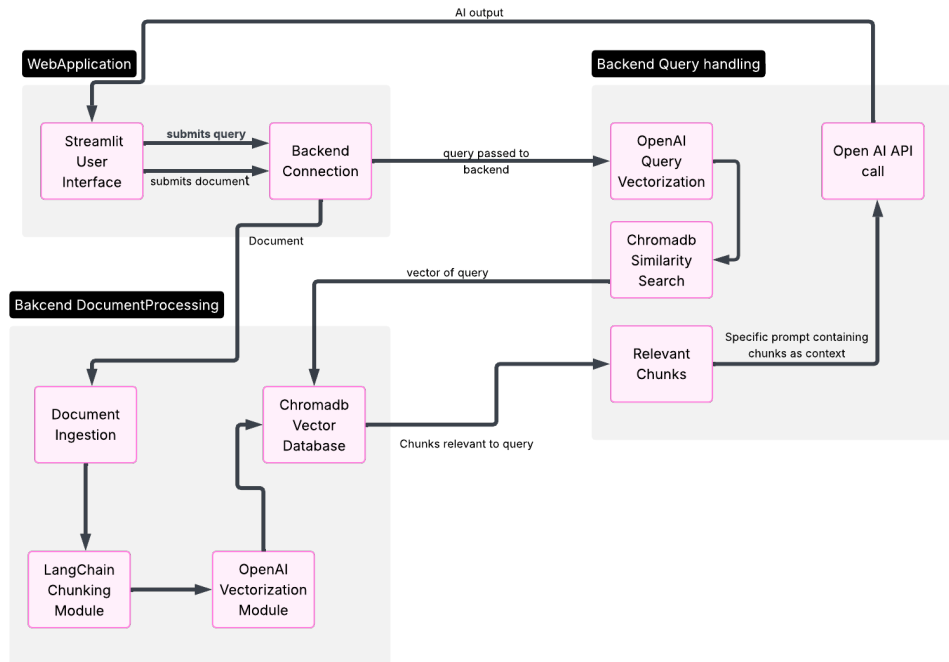 AI output
WebApplication
Backend Query handling
Streamlit
User
Interface
submits query
submits document
Backend
Connection
query passed to
backend
OpenAI
Query
Vectorization
Open AI API
call
Document
Chromadb
Similarity
Search
vector of query
Bakcend DocumentProcessing
Relevant
Chunks
Specific prompt containing
chunks as context
Document
Ingestion
Chromadb
Vector
Database
Chunks relevant to query
LangChain
Chunking
Module
OpenAI
Vectorization
Module